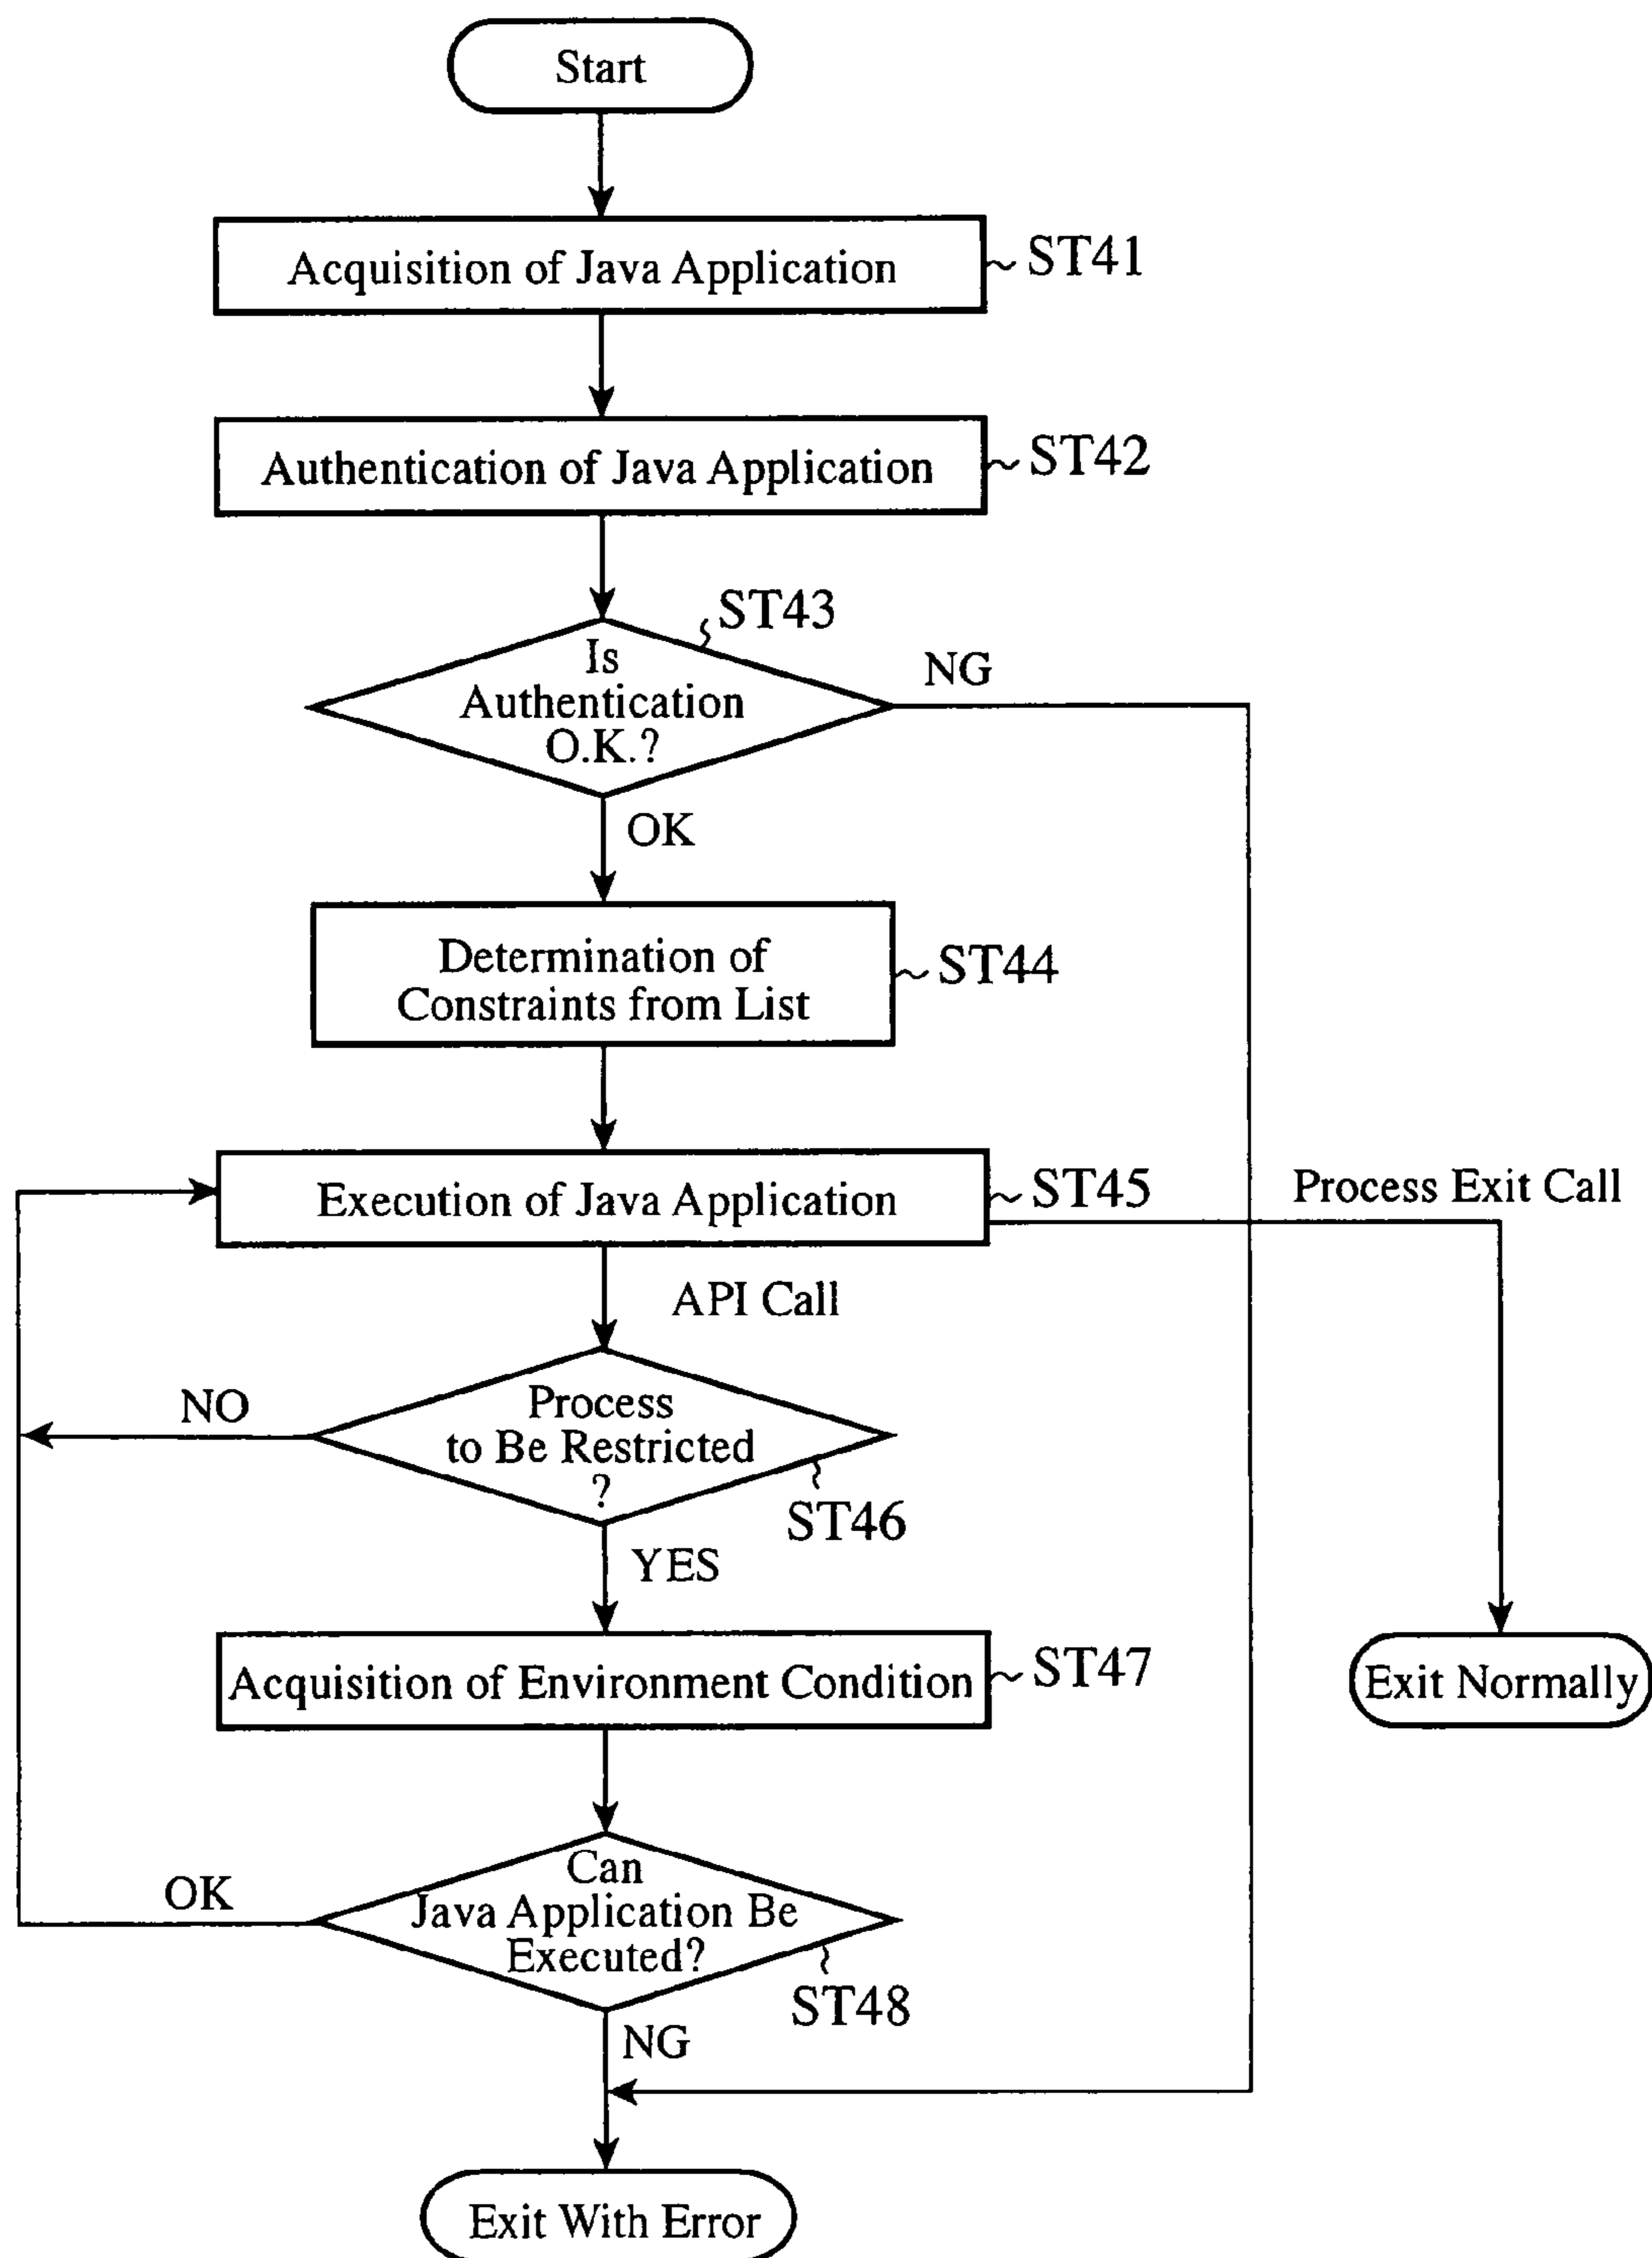 Start
Acquisition of Java Application
ST41
Authentication of Java Application
ST42
ST43
Is
Authentication
O.K.?
NG
OK
Determination of
Constraints from List
ST44
Execution of Java Application
ST45
Process Exit Call
API Call
Process
to Be Restricted
?
NO
ST46
YES
Acquisition of Environment Condition
ST47
Exit Normally
Can
Java Application Be
Executed?
OK
ST48
NG
Exit With Error